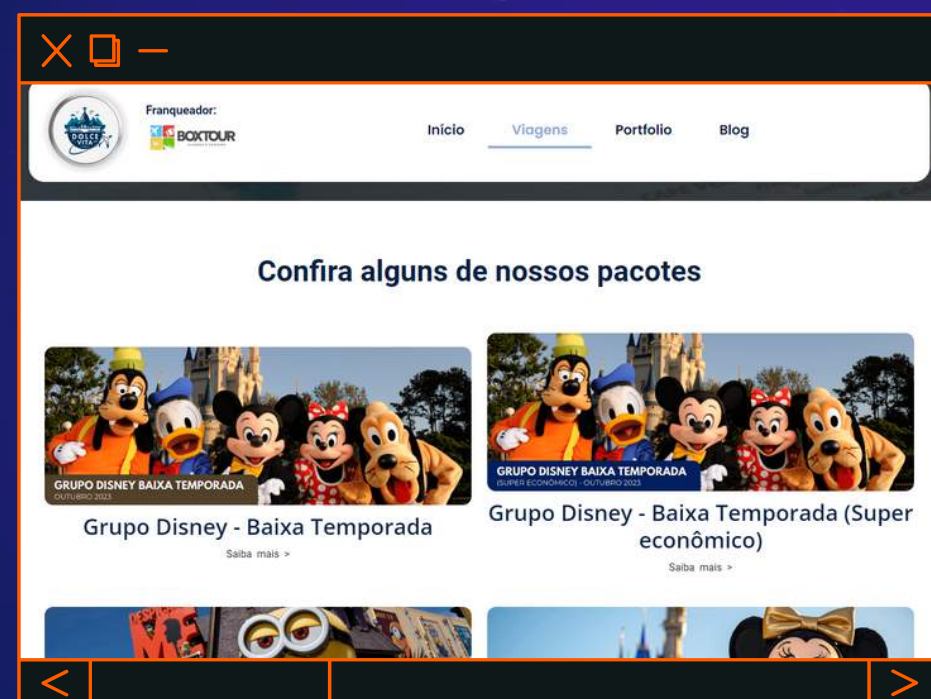 Franqueador:
DOLCE
VITA
BOXTOUR
Início
Viagens
Portfolio
Blog
Confira alguns de nossos pacotes
GRUPO DISNEY BAIXA TEMPORADA
OUTUBRO 2023
Grupo Disney - Baixa Temporada
Saiba mais >
GRUPO DISNEY BAIXA TEMPORADA
(SUPER ECONÔMICO) - OUTUBRO 2023
Grupo Disney - Baixa Temporada (Super
econômico)
Saiba mais >